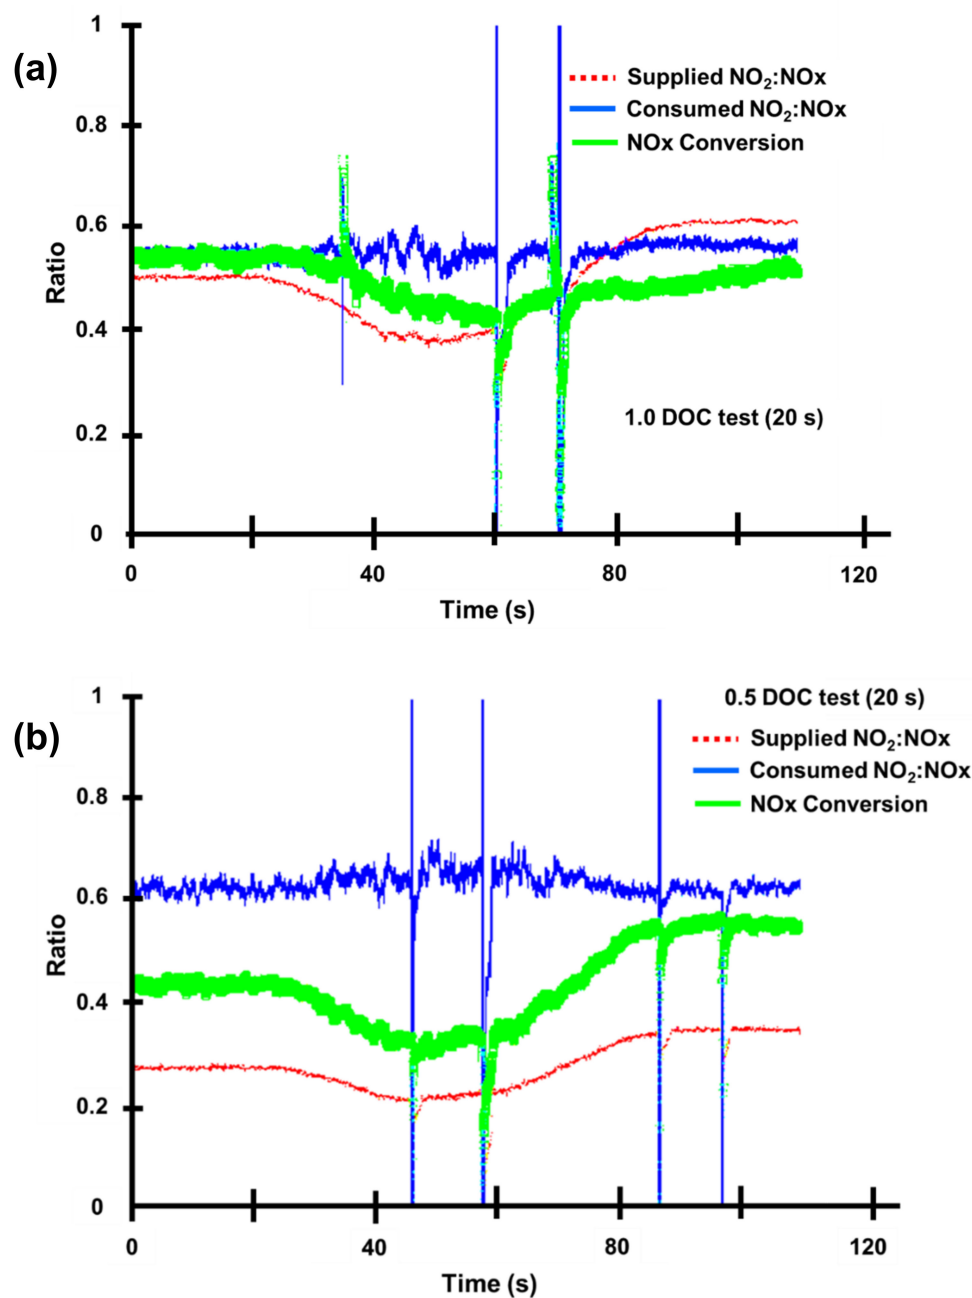 (a)
1
0.8
0.6
0.4
0.2
0
Ratio
Supplied NO₂:NOx
Consumed NO₂:NOx
NOx Conversion
1.0 DOC test (20 s)
0 40 80 120
Time (s)
(b)
1
0.8
0.6
0.4
0.2
0
Ratio
0.5 DOC test (20 s)
Supplied NO₂:NOx
Consumed NO₂:NOx
NOx Conversion
0 40 80 120
Time (s)